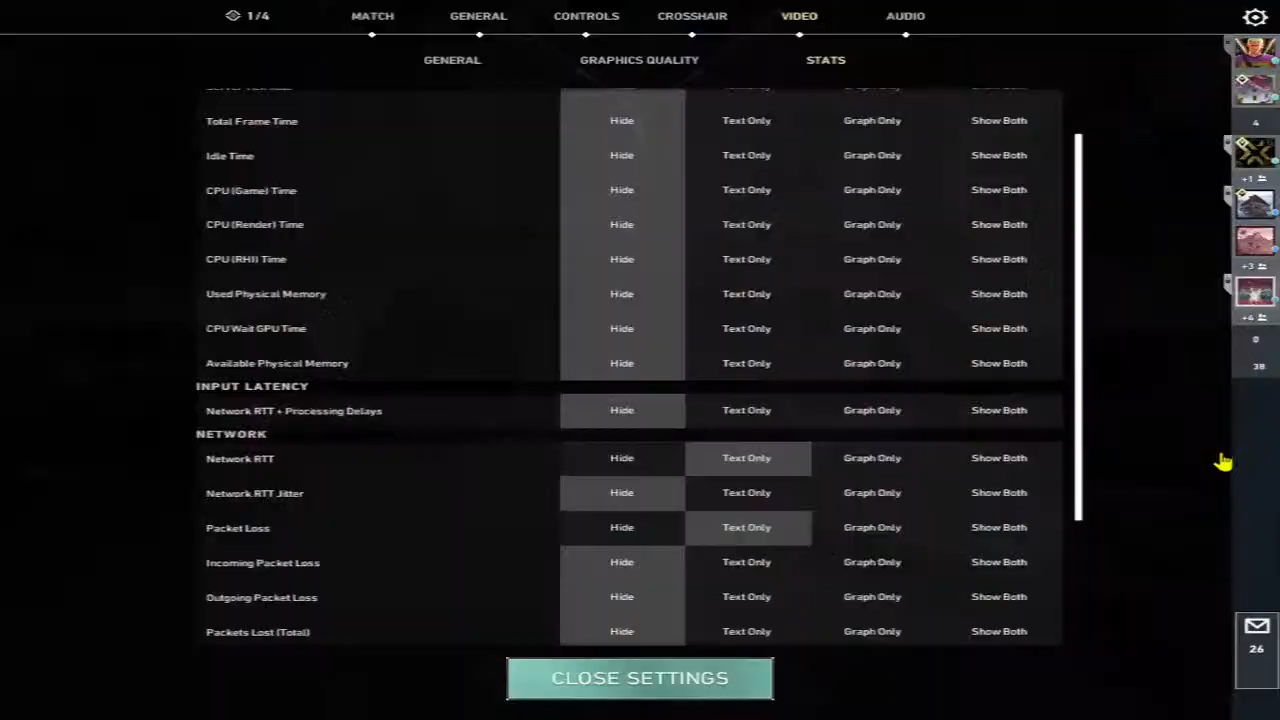 1/4 MATCH GENERAL CONTROLS CROSSHAIR VIDEO AUDIO
GENERAL GRAPHICS QUALITY STATS
Total Frame Time Hide Text Only Graph Only Show Both
Idle Time Hide Text Only Graph Only Show Both
CPU (Game) Time Hide Text Only Graph Only Show Both
CPU (Render) Time Hide Text Only Graph Only Show Both
CPU (RHI) Time Hide Text Only Graph Only Show Both
Used Physical Memory Hide Text Only Graph Only Show Both
CPU Wait GPU Time Hide Text Only Graph Only Show Both
Available Physical Memory Hide Text Only Graph Only Show Both
INPUT LATENCY
Network RTT + Processing Delays Hide Text Only Graph Only Show Both
NETWORK
Network RTT Hide Text Only Graph Only Show Both
Network RTT Jitter Hide Text Only Graph Only Show Both
Packet Loss Hide Text Only Graph Only Show Both
Incoming Packet Loss Hide Text Only Graph Only Show Both
Outgoing Packet Loss Hide Text Only Graph Only Show Both
Packets Lost (Total) Hide Text Only Graph Only Show Both
CLOSE SETTINGS
4
+1
+3
+4
0
38
26